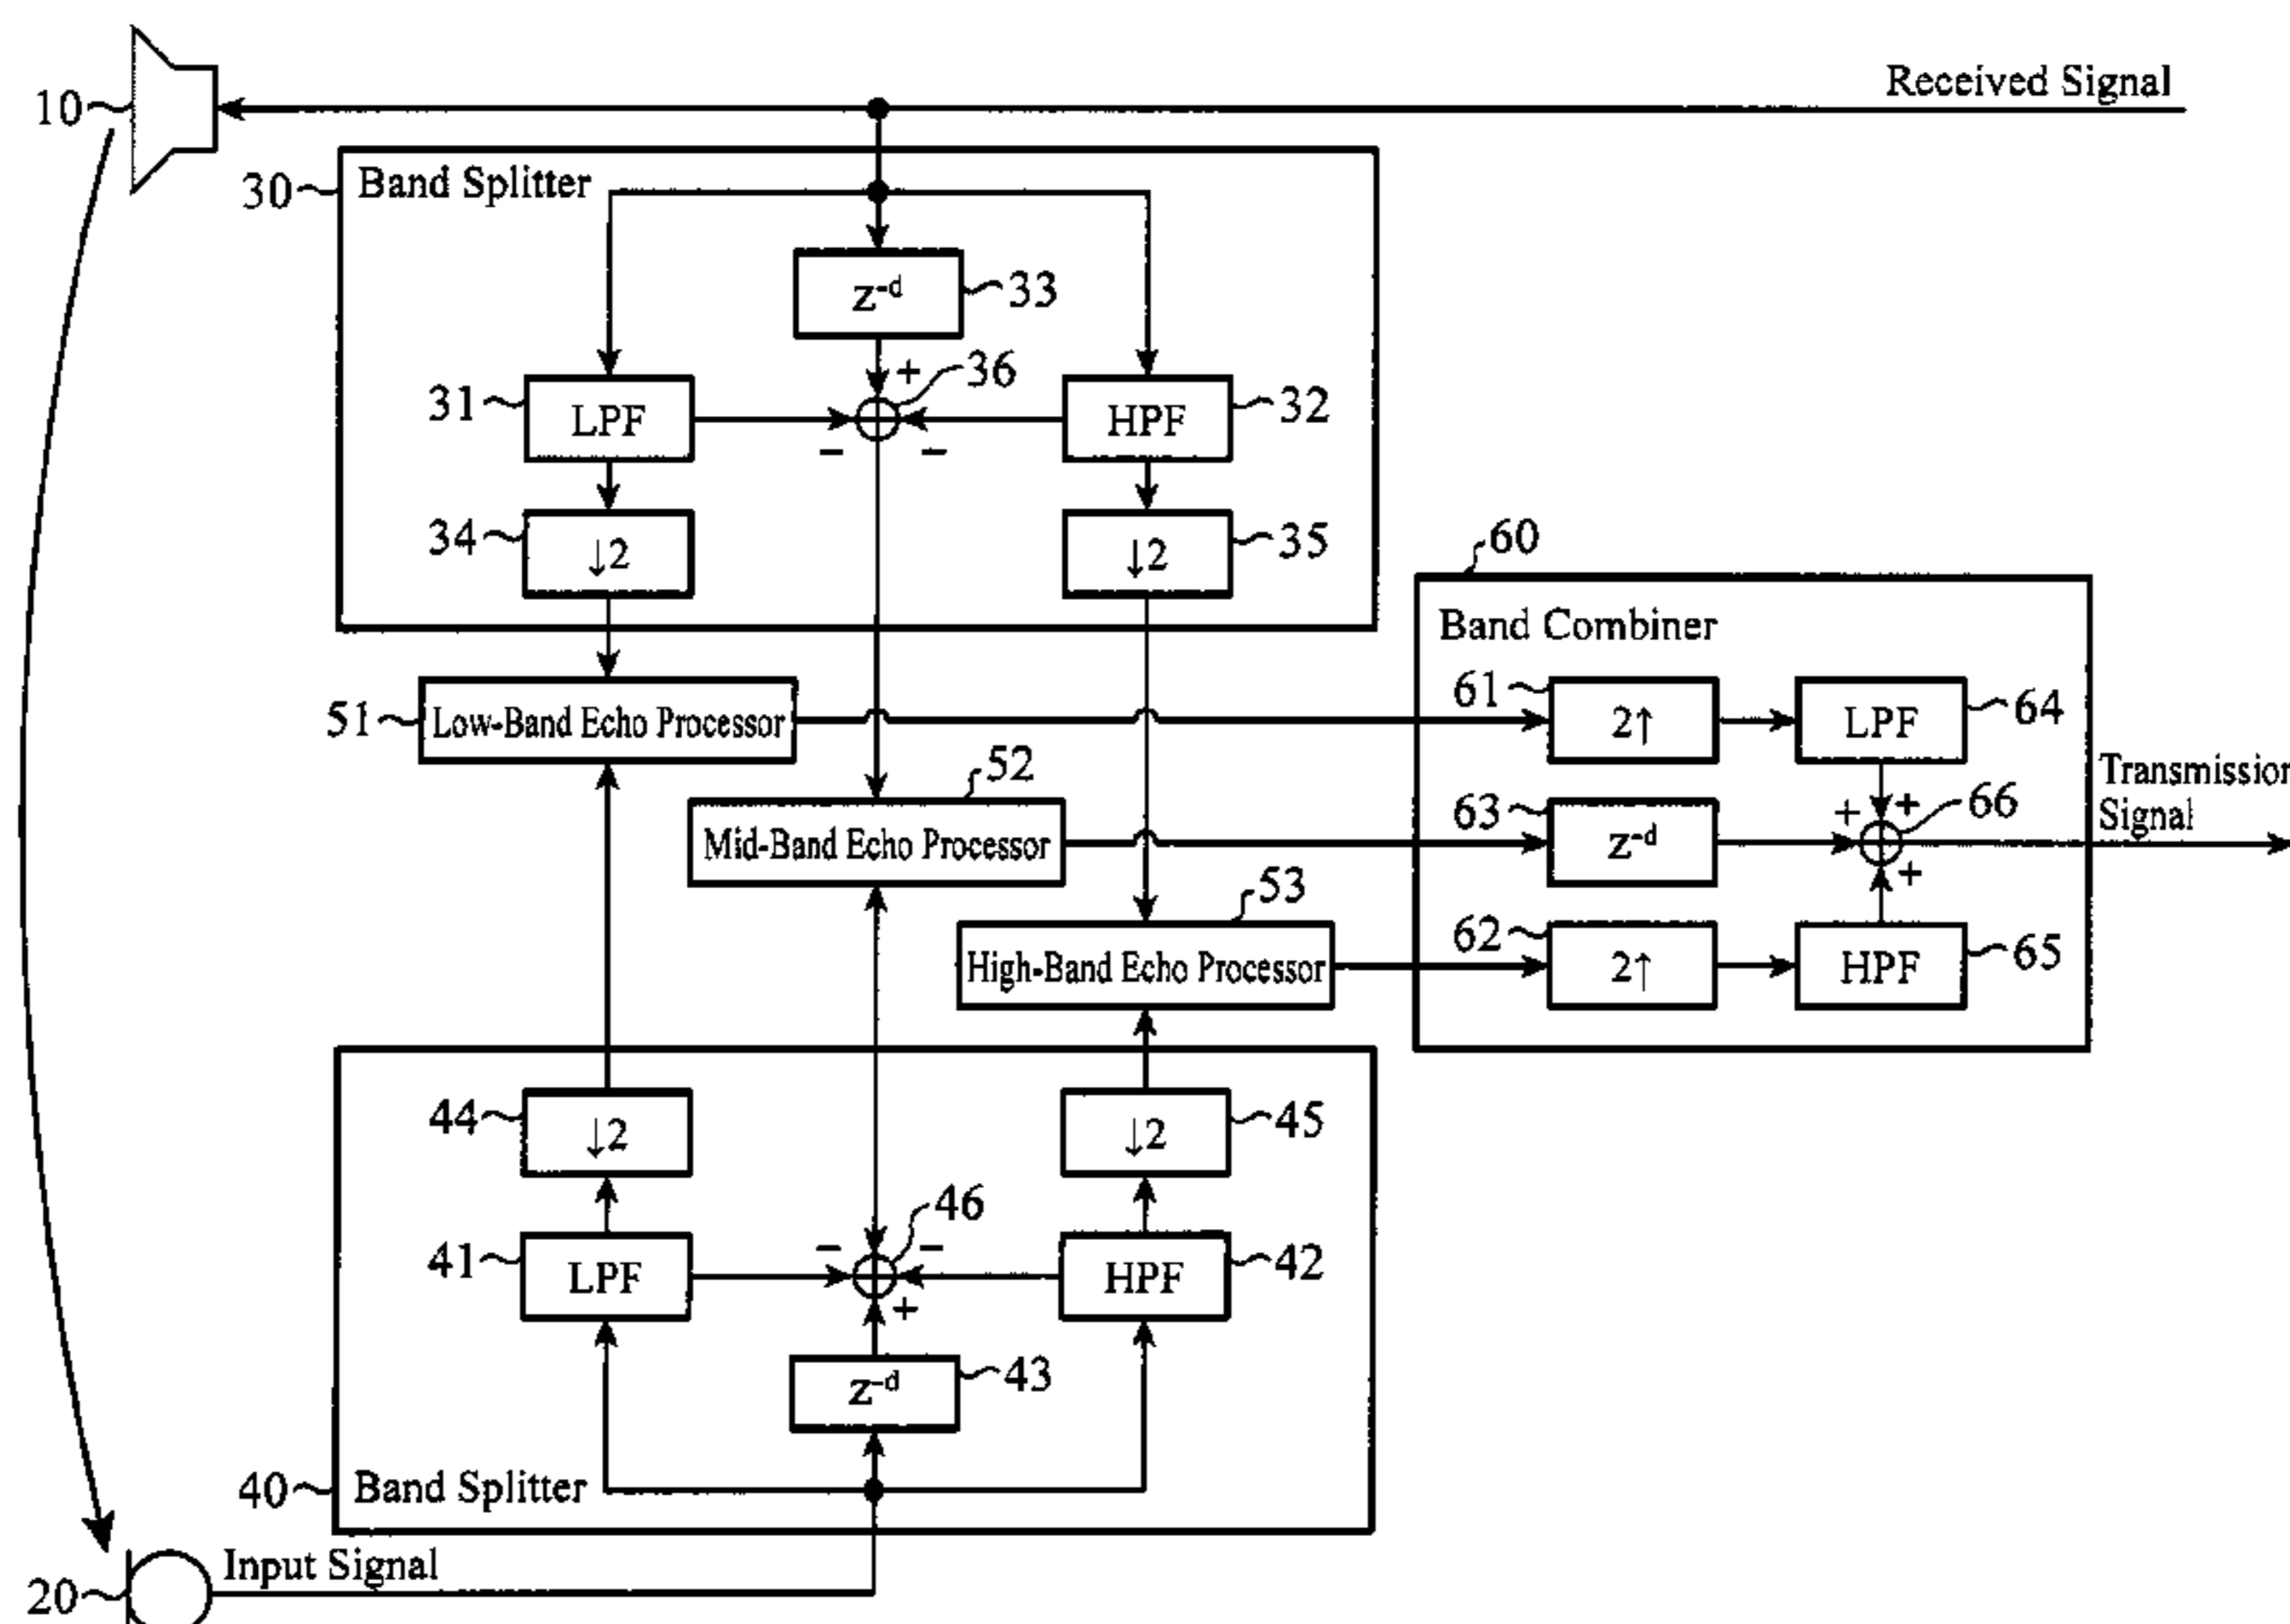 Received Signal
10
30
Band Splitter
z-d
33
31
LPF
+
36
HPF
32
−
−
34
↓2
↓2
35
60
Band Combiner
51
Low-Band Echo Processor
61
2↑
LPF
64
52
Mid-Band Echo Processor
63
z-d
+
+
66
Transmission
Signal
53
High-Band Echo Processor
62
2↑
+
HPF
65
44
↓2
↓2
45
46
41
LPF
−
−
+
HPF
42
z-d
43
40
Band Splitter
Input Signal
20